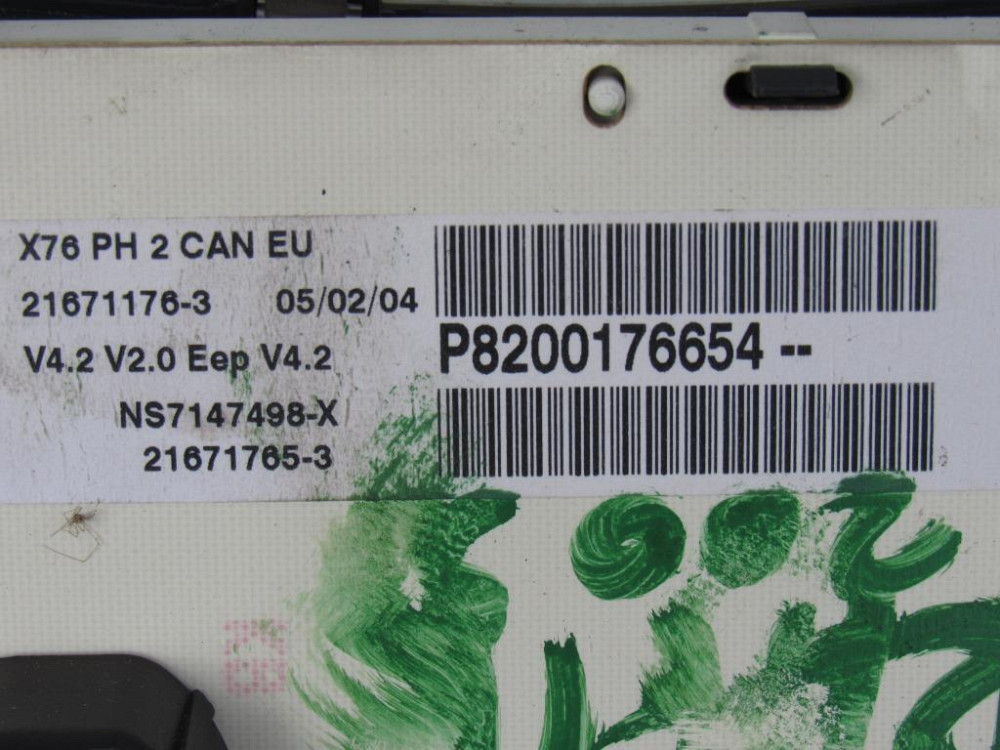 X76 PH 2 CAN EU
21671176-3 05/02/04
V4.2 V2.0 Eep V4.2
NS7147498-X
21671765-3
P8200176654 --